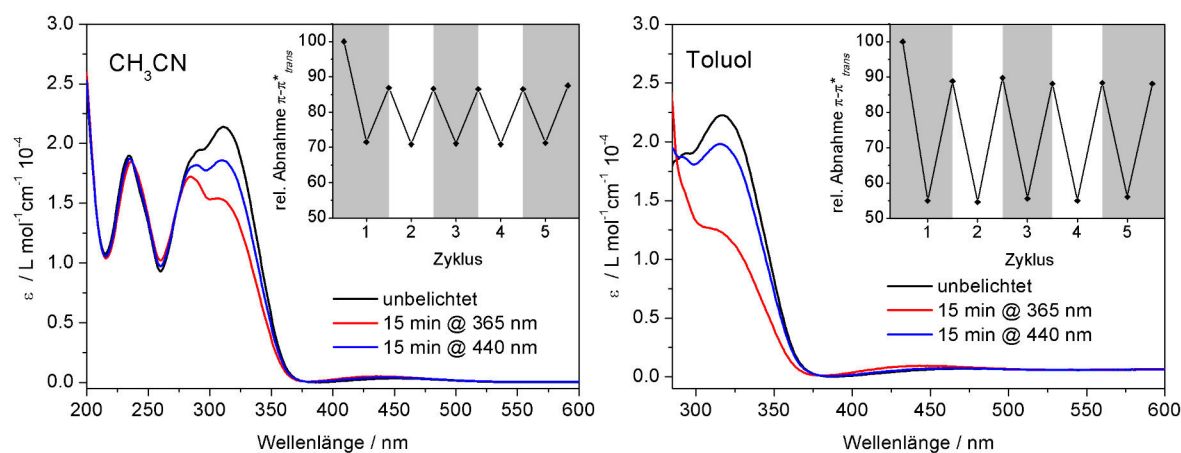 CH₃CN
ε / L mol⁻¹cm⁻¹ 10⁻⁴
3.0
2.5
2.0
1.5
1.0
0.5
0.0
200 250 300 350 400 450 500 550 600
Wellenlänge / nm
rel. Abnahme π-π*trans
100
90
80
70
60
50
1 2 3 4 5
Zyklus
unbelichtet
15 min @ 365 nm
15 min @ 440 nm
Toluol
ε / L mol⁻¹cm⁻¹ 10⁻⁴
3.0
2.5
2.0
1.5
1.0
0.5
0.0
300 350 400 450 500 550 600
Wellenlänge / nm
rel. Abnahme π-π*trans
100
90
80
70
60
50
1 2 3 4 5
Zyklus
unbelichtet
15 min @ 365 nm
15 min @ 440 nm